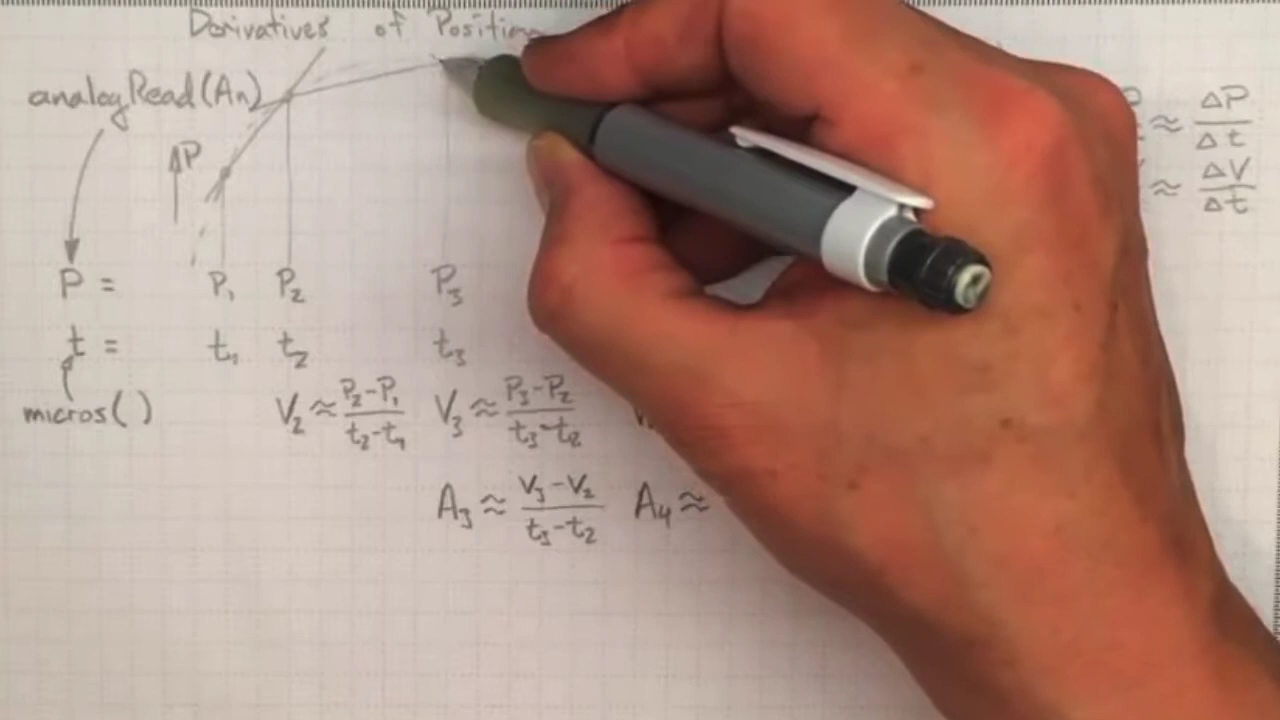 Derivatives of Position
analogRead(An)
↑P
≈ ΔP/Δt
≈ ΔV/Δt
P = P₁ P₂ P₃
t = t₁ t₂ t₃
micros()
V₂ ≈ (P₂-P₁)/(t₂-t₁) V₃ ≈ (P₃-P₂)/(t₃-t₂)
A₃ ≈ (V₃-V₂)/(t₃-t₂) A₄ ≈